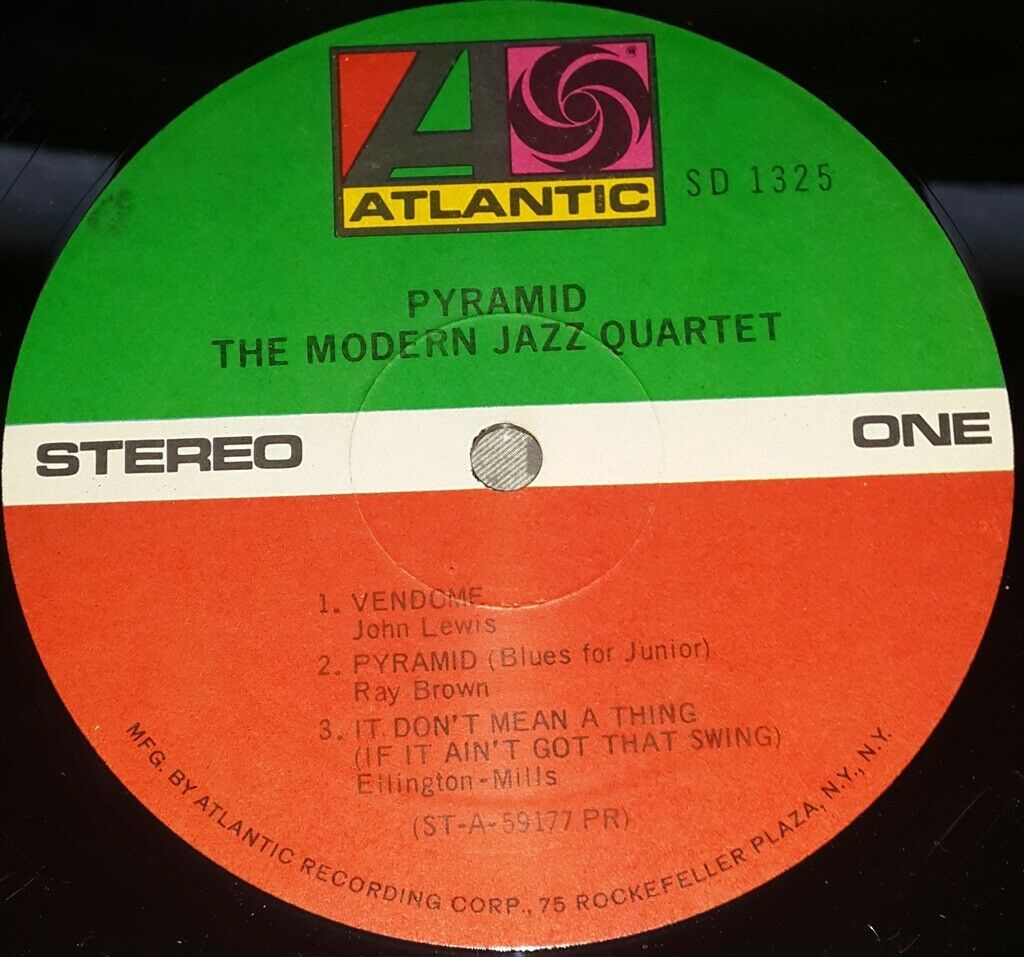 ATLANTIC
SD 1325
PYRAMID
THE MODERN JAZZ QUARTET
STEREO
ONE
1. VENDOME
John Lewis
2. PYRAMID (Blues for Junior)
Ray Brown
3. IT DON'T MEAN A THING
(IF IT AIN'T GOT THAT SWING)
Ellington-Mills
(ST-A-59177 PR)
MFG. BY ATLANTIC RECORDING CORP., 75 ROCKEFELLER PLAZA, N.Y., N.Y.